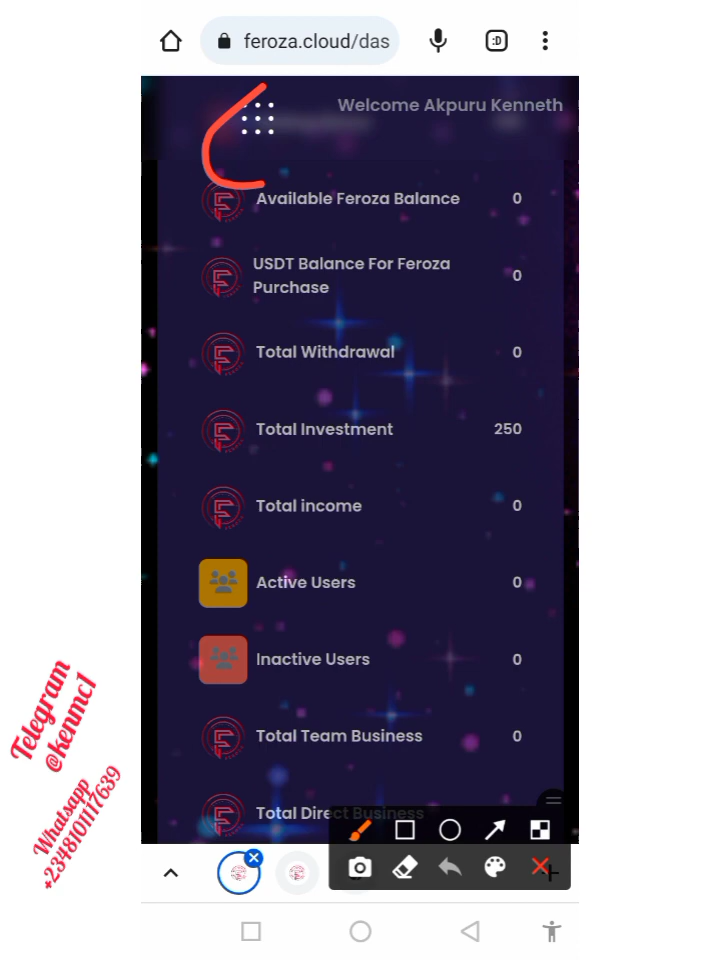 feroza.cloud/das
:D
Welcome Akpuru Kenneth
Available Feroza Balance 0
USDT Balance For Feroza
Purchase 0
Total Withdrawal 0
Total Investment 250
Total income 0
Active Users 0
Inactive Users 0
Total Team Business 0
Total Direct Business
Telegram
@kenmc1
Whatsapp
+2348101117639